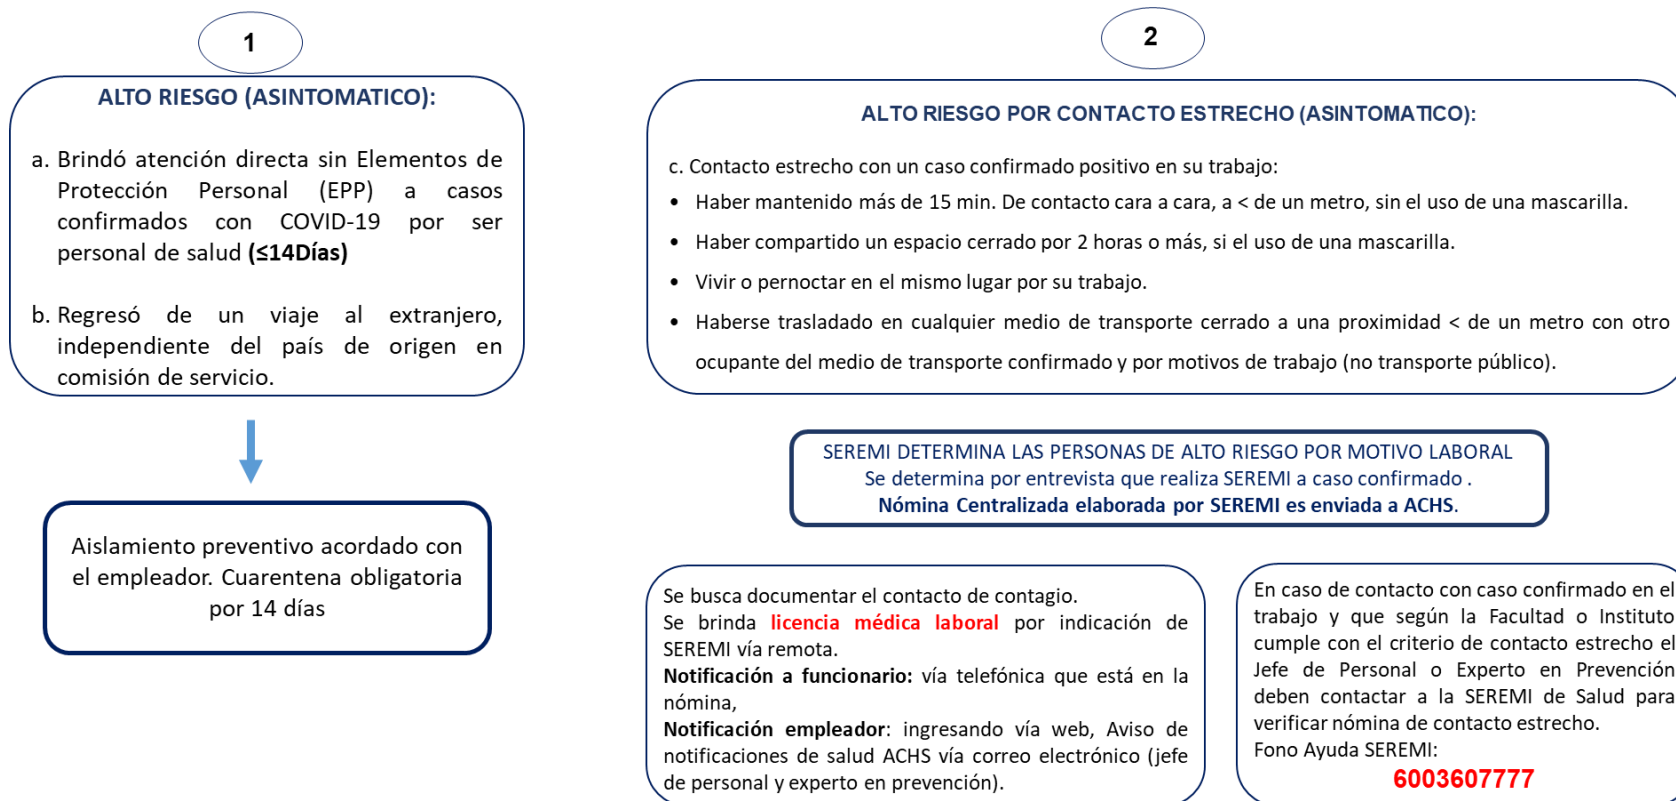 1
ALTO RIESGO (ASINTOMATICO):
a. Brindó atención directa sin Elementos de
Protección Personal (EPP) a casos
confirmados con COVID-19 por ser
personal de salud (≤14Días)
b. Regresó de un viaje al extranjero,
independiente del país de origen en
comisión de servicio.
Aislamiento preventivo acordado con
el empleador. Cuarentena obligatoria
por 14 días
2
ALTO RIESGO POR CONTACTO ESTRECHO (ASINTOMATICO):
c. Contacto estrecho con un caso confirmado positivo en su trabajo:
• Haber mantenido más de 15 min. De contacto cara a cara, a < de un metro, sin el uso de una mascarilla.
• Haber compartido un espacio cerrado por 2 horas o más, si el uso de una mascarilla.
• Vivir o pernoctar en el mismo lugar por su trabajo.
• Haberse trasladado en cualquier medio de transporte cerrado a una proximidad < de un metro con otro
ocupante del medio de transporte confirmado y por motivos de trabajo (no transporte público).
SEREMI DETERMINA LAS PERSONAS DE ALTO RIESGO POR MOTIVO LABORAL
Se determina por entrevista que realiza SEREMI a caso confirmado .
Nómina Centralizada elaborada por SEREMI es enviada a ACHS.
Se busca documentar el contacto de contagio.
Se brinda licencia médica laboral por indicación de
SEREMI vía remota.
Notificación a funcionario: vía telefónica que está en la
nómina,
Notificación empleador: ingresando vía web, Aviso de
notificaciones de salud ACHS vía correo electrónico (jefe
de personal y experto en prevención).
En caso de contacto con caso confirmado en el
trabajo y que según la Facultad o Instituto
cumple con el criterio de contacto estrecho el
Jefe de Personal o Experto en Prevención
deben contactar a la SEREMI de Salud para
verificar nómina de contacto estrecho.
Fono Ayuda SEREMI:
6003607777